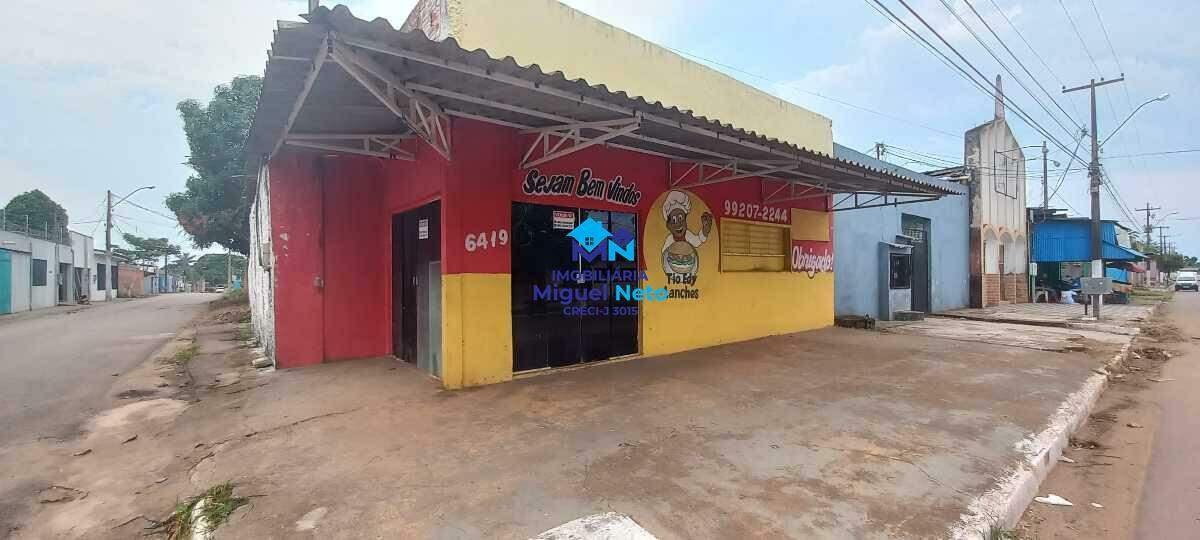 Sejam Bem Vindos
6419
99207-2244
Obrigado!
Tio Edy
Lanches
MN
IMOBILIÁRIA
Miguel Neto
CRECI-J 3015